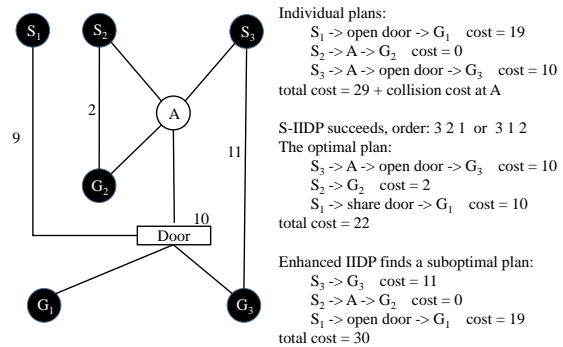 S1
S2
S3
A
2
9
11
G2
10
Door
G1
G3
Individual plans:
S1 -> open door -> G1 cost = 19
S2 -> A -> G2 cost = 0
S3 -> A -> open door -> G3 cost = 10
total cost = 29 + collision cost at A
S-IIDP succeeds, order: 3 2 1 or 3 1 2
The optimal plan:
S3 -> A -> open door -> G3 cost = 10
S2 -> G2 cost = 2
S1 -> share door -> G1 cost = 10
total cost = 22
Enhanced IIDP finds a suboptimal plan:
S3 -> G3 cost = 11
S2 -> A -> G2 cost = 0
S1 -> open door -> G1 cost = 19
total cost = 30